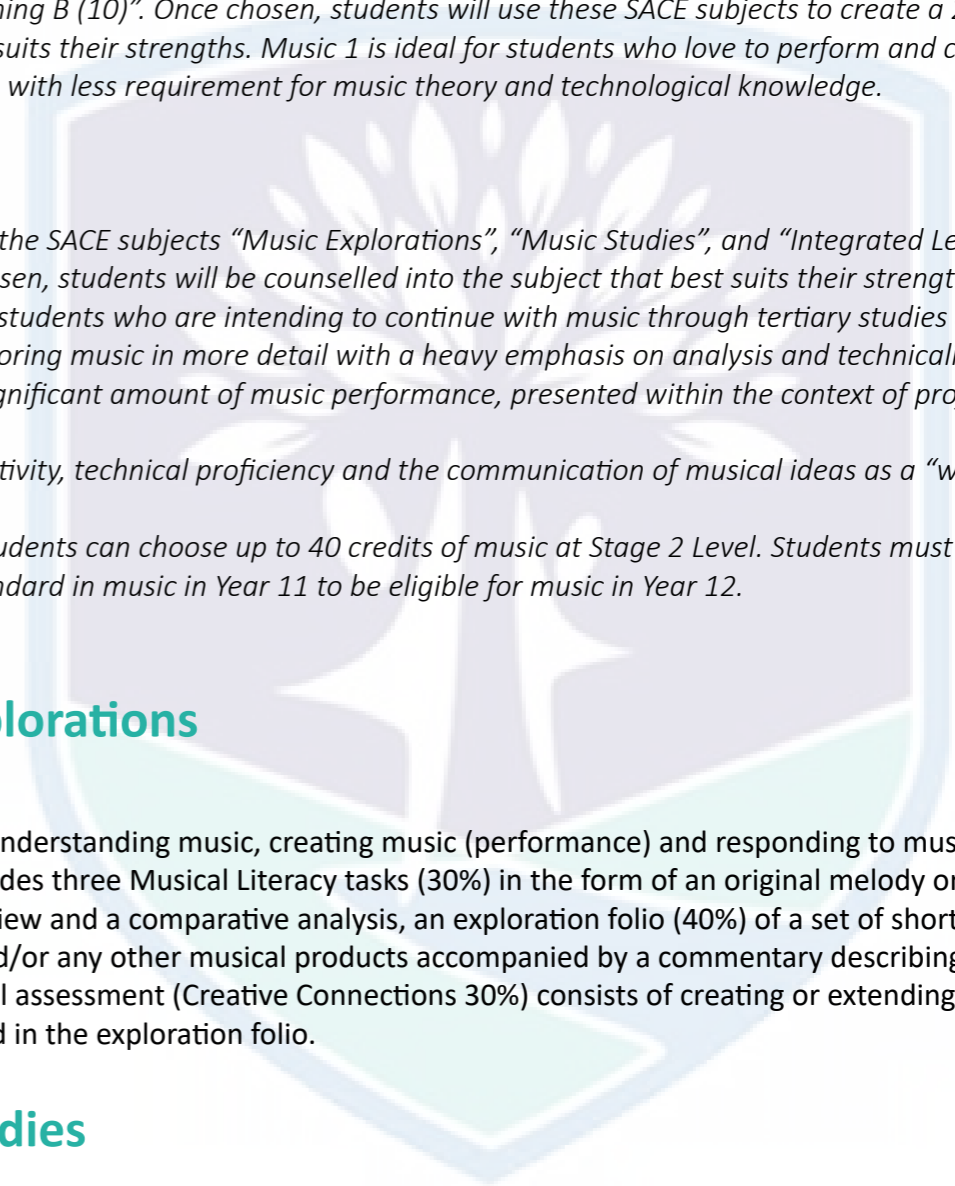 ning B (10)”. Once chosen, students will use these SACE subjects to create a
suits their strengths. Music 1 is ideal for students who love to perform and c
with less requirement for music theory and technological knowledge.
the SACE subjects “Music Explorations”, “Music Studies”, and “Integrated Le
sen, students will be counselled into the subject that best suits their strengt
students who are intending to continue with music through tertiary studies
oring music in more detail with a heavy emphasis on analysis and technicall
gnificant amount of music performance, presented within the context of pro
tivity, technical proficiency and the communication of musical ideas as a “w
udents can choose up to 40 credits of music at Stage 2 Level. Students must
ndard in music in Year 11 to be eligible for music in Year 12.
plorations
nderstanding music, creating music (performance) and responding to mus
des three Musical Literacy tasks (30%) in the form of an original melody or
view and a comparative analysis, an exploration folio (40%) of a set of short
d/or any other musical products accompanied by a commentary describing
l assessment (Creative Connections 30%) consists of creating or extending
d in the exploration folio.
dies